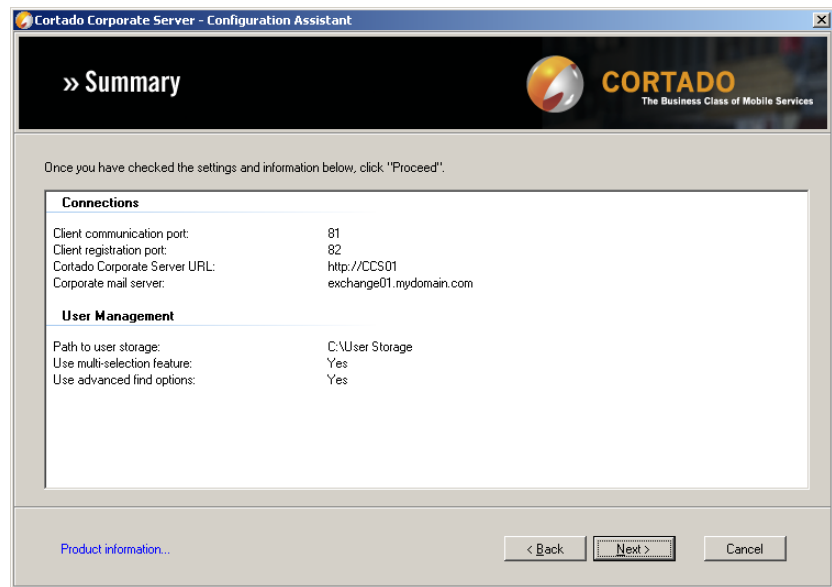 Cortado Corporate Server - Configuration Assistant
» Summary
CORTADO
The Business Class of Mobile Services
Once you have checked the settings and information below, click "Proceed".
Connections
Client communication port: 81
Client registration port: 82
Cortado Corporate Server URL: http://CCS01
Corporate mail server: exchange01.mydomain.com
User Management
Path to user storage: C:\User Storage
Use multi-selection feature: Yes
Use advanced find options: Yes
Product information...
< Back
Next >
Cancel